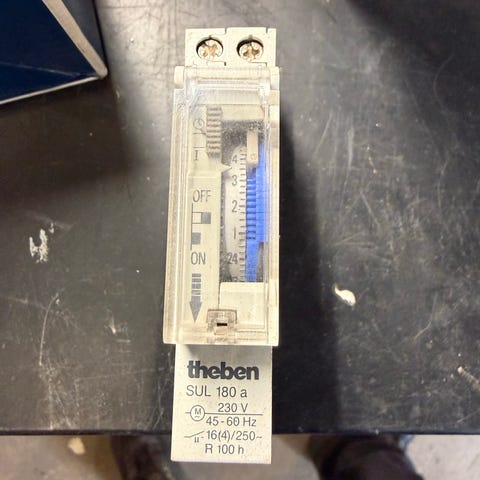 I
4
3
2
1
24
OFF
ON
theben
SUL 180 a
M 230 V
45-60 Hz
µ 16(4)/250~
R 100 h